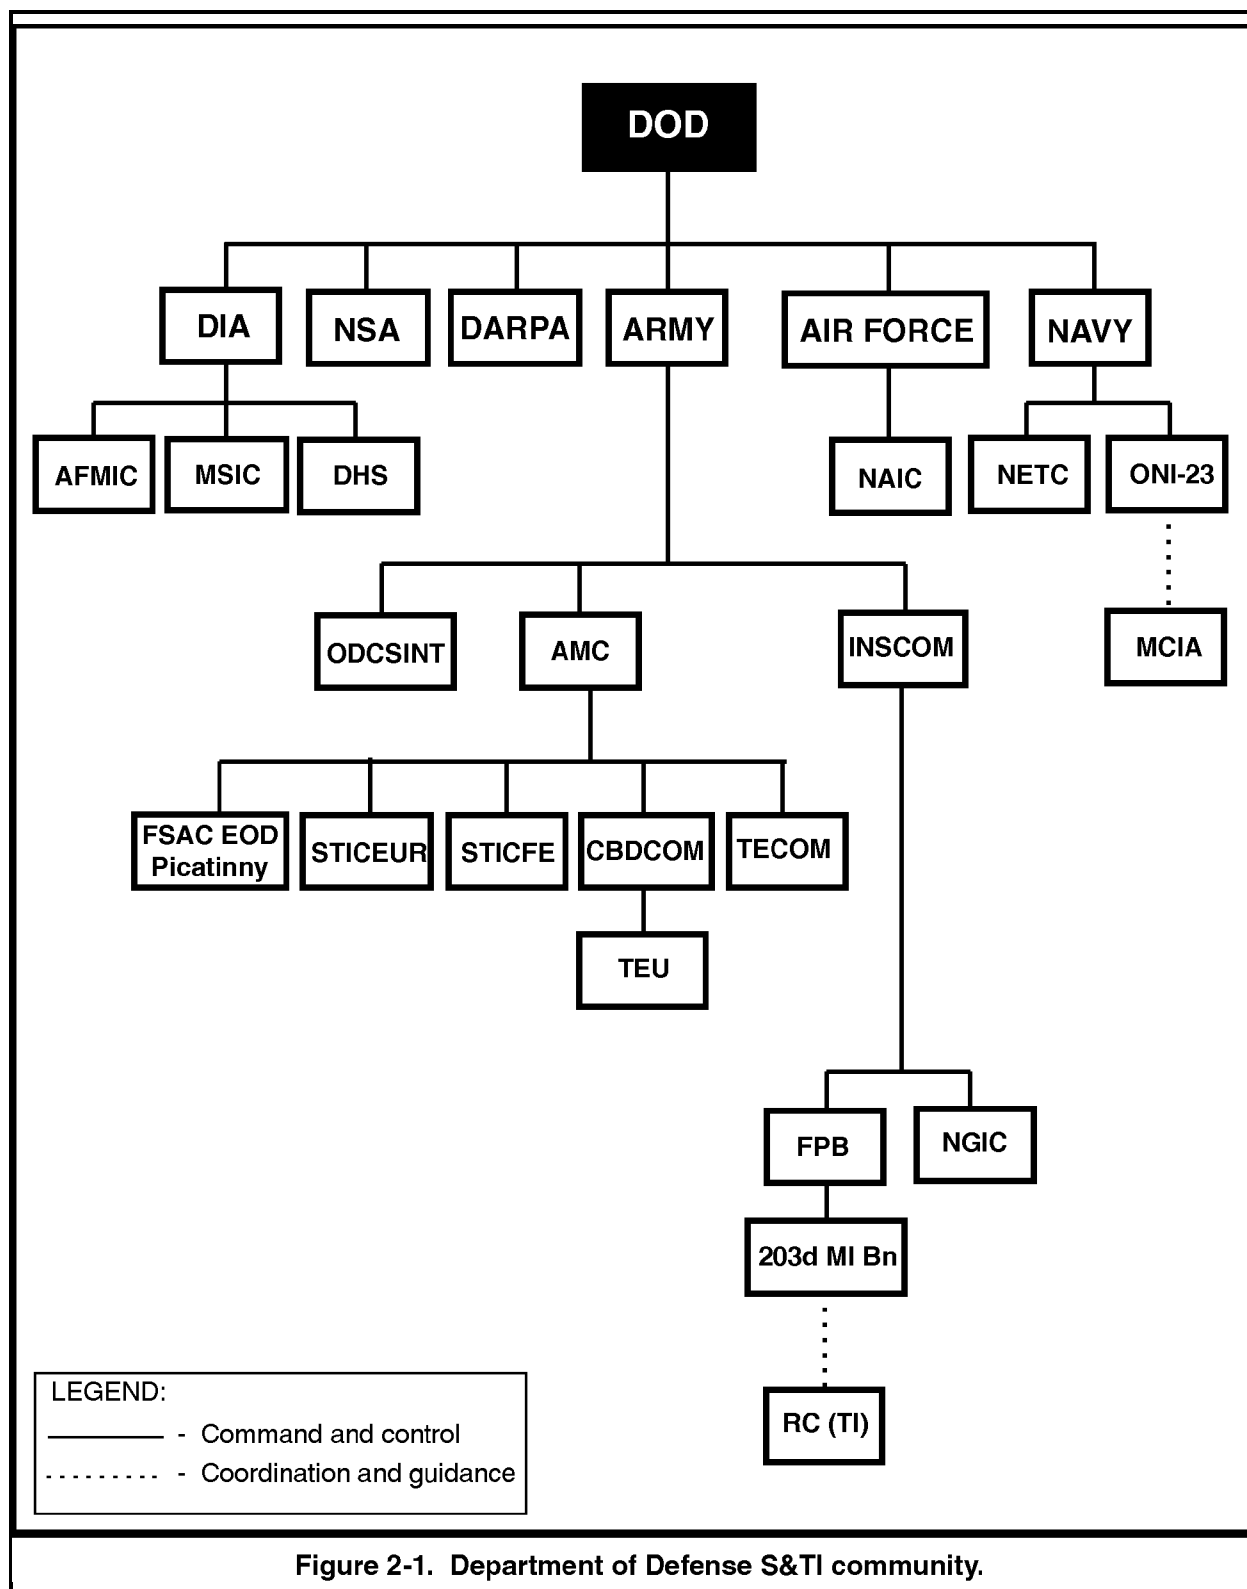 DOD
DIA
NSA
DARPA
ARMY
AIR FORCE
NAVY
AFMIC
MSIC
DHS
NAIC
NETC
ONI-23
ODCSINT
AMC
INSCOM
MCIA
FSAC EOD
Picatinny
STICEUR
STICFE
CBDCOM
TECOM
TEU
FPB
NGIC
203d MI Bn
RC (TI)
LEGEND:
- Command and control
- Coordination and guidance
Figure 2-1. Department of Defense S&TI community.